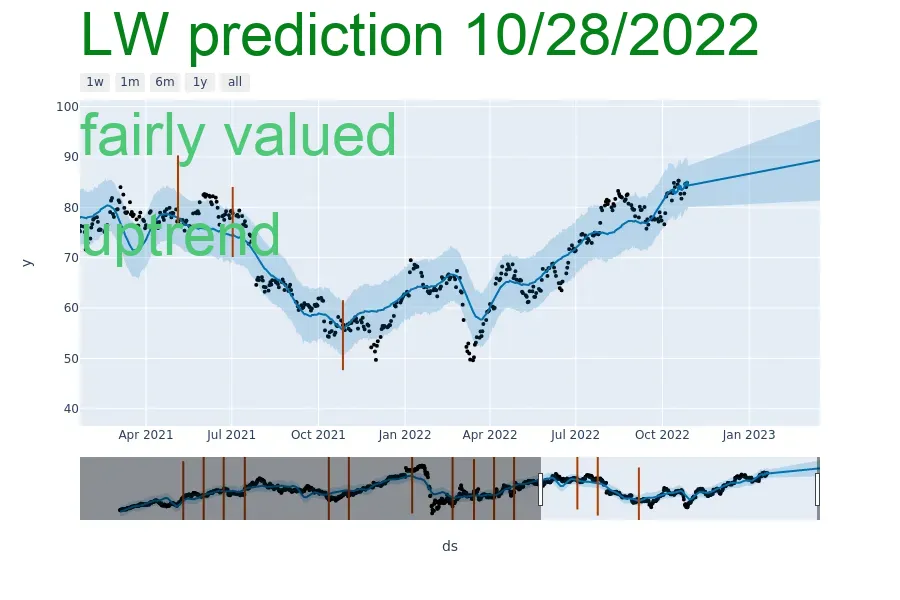 LW prediction 10/28/2022
1w 1m 6m 1y all
100
fairly valued
90
80
uptrend
70
y
60
50
40
Apr 2021 Jul 2021 Oct 2021 Jan 2022 Apr 2022 Jul 2022 Oct 2022 Jan 2023
ds